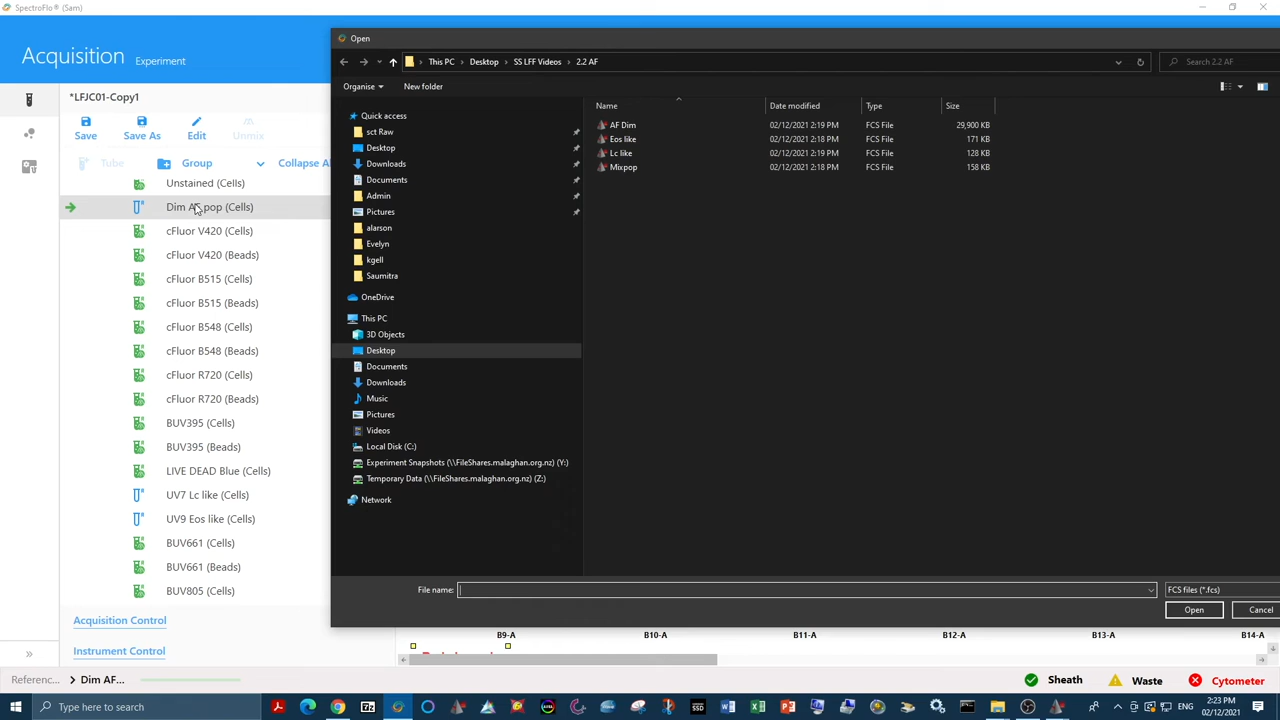 SpectroFlo® (Sam)
Acquisition Experiment
*LFJC01-Copy1
Save Save As Edit Unmix
Tube Group Collapse Al
Unstained (Cells)
Dim AF pop (Cells)
cFluor V420 (Cells)
cFluor V420 (Beads)
cFluor B515 (Cells)
cFluor B515 (Beads)
cFluor B548 (Cells)
cFluor B548 (Beads)
cFluor R720 (Cells)
cFluor R720 (Beads)
BUV395 (Cells)
BUV395 (Beads)
LIVE DEAD Blue (Cells)
UV7 Lc like (Cells)
UV9 Eos like (Cells)
BUV661 (Cells)
BUV661 (Beads)
BUV805 (Cells)
Acquisition Control
Instrument Control
Open
This PC > Desktop > SS LFF Videos > 2.2 AF
Search 2.2 AF
Organise New folder
Quick access
sct Raw
Desktop
Downloads
Documents
Admin
Pictures
alarson
Evelyn
kgell
Saumitra
OneDrive
This PC
3D Objects
Desktop
Documents
Downloads
Music
Pictures
Videos
Local Disk (C:)
Experiment Snapshots (\\FileShares.malaghan.org.nz) (Y:)
Temporary Data (\\FileShares.malaghan.org.nz) (Z:)
Network
Name Date modified Type Size
AF Dim 02/12/2021 2:19 PM FCS File 29,900 KB
Eos like 02/12/2021 2:18 PM FCS File 171 KB
Lc like 02/12/2021 2:19 PM FCS File 128 KB
Mixpop 02/12/2021 2:18 PM FCS File 158 KB
File name: FCS files (*.fcs)
Open Cancel
B9-A B10-A B11-A B12-A B13-A B14-A
Referenc... > Dim AF...
Sheath Waste Cytometer
Type here to search
ENG 2:23 PM
02/12/2021